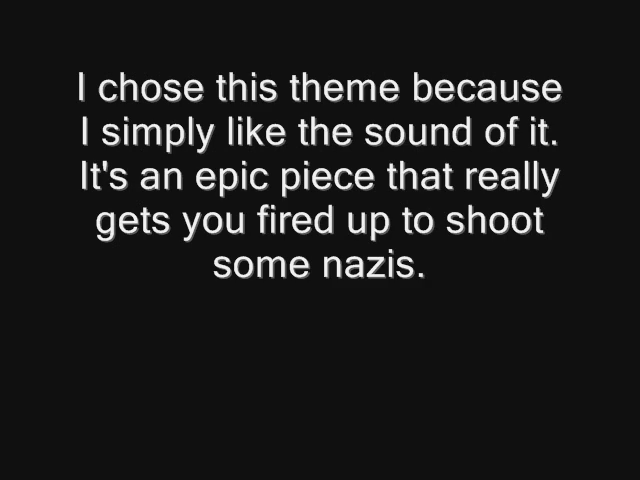 I chose this theme because
I simply like the sound of it.
It's an epic piece that really
gets you fired up to shoot
some nazis.